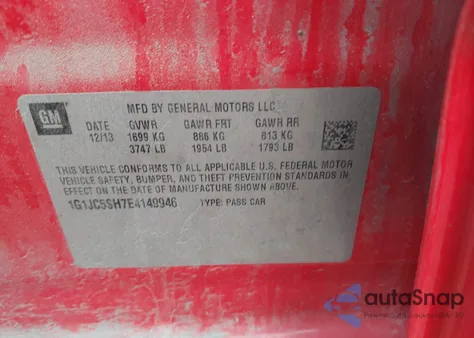 MFD BY GENERAL MOTORS LLC
GM
DATE GVWR GAWR FRT GAWR RR
12/13 1699 KG 886 KG 813 KG
3747 LB 1954 LB 1793 LB
THIS VEHICLE CONFORMS TO ALL APPLICABLE U.S. FEDERAL MOTOR
VEHICLE SAFETY, BUMPER, AND THEFT PREVENTION STANDARDS IN
EFFECT ON THE DATE OF MANUFACTURE SHOWN ABOVE.
1G1JC5SH7E4149946 TYPE: PASS CAR
autoSnap